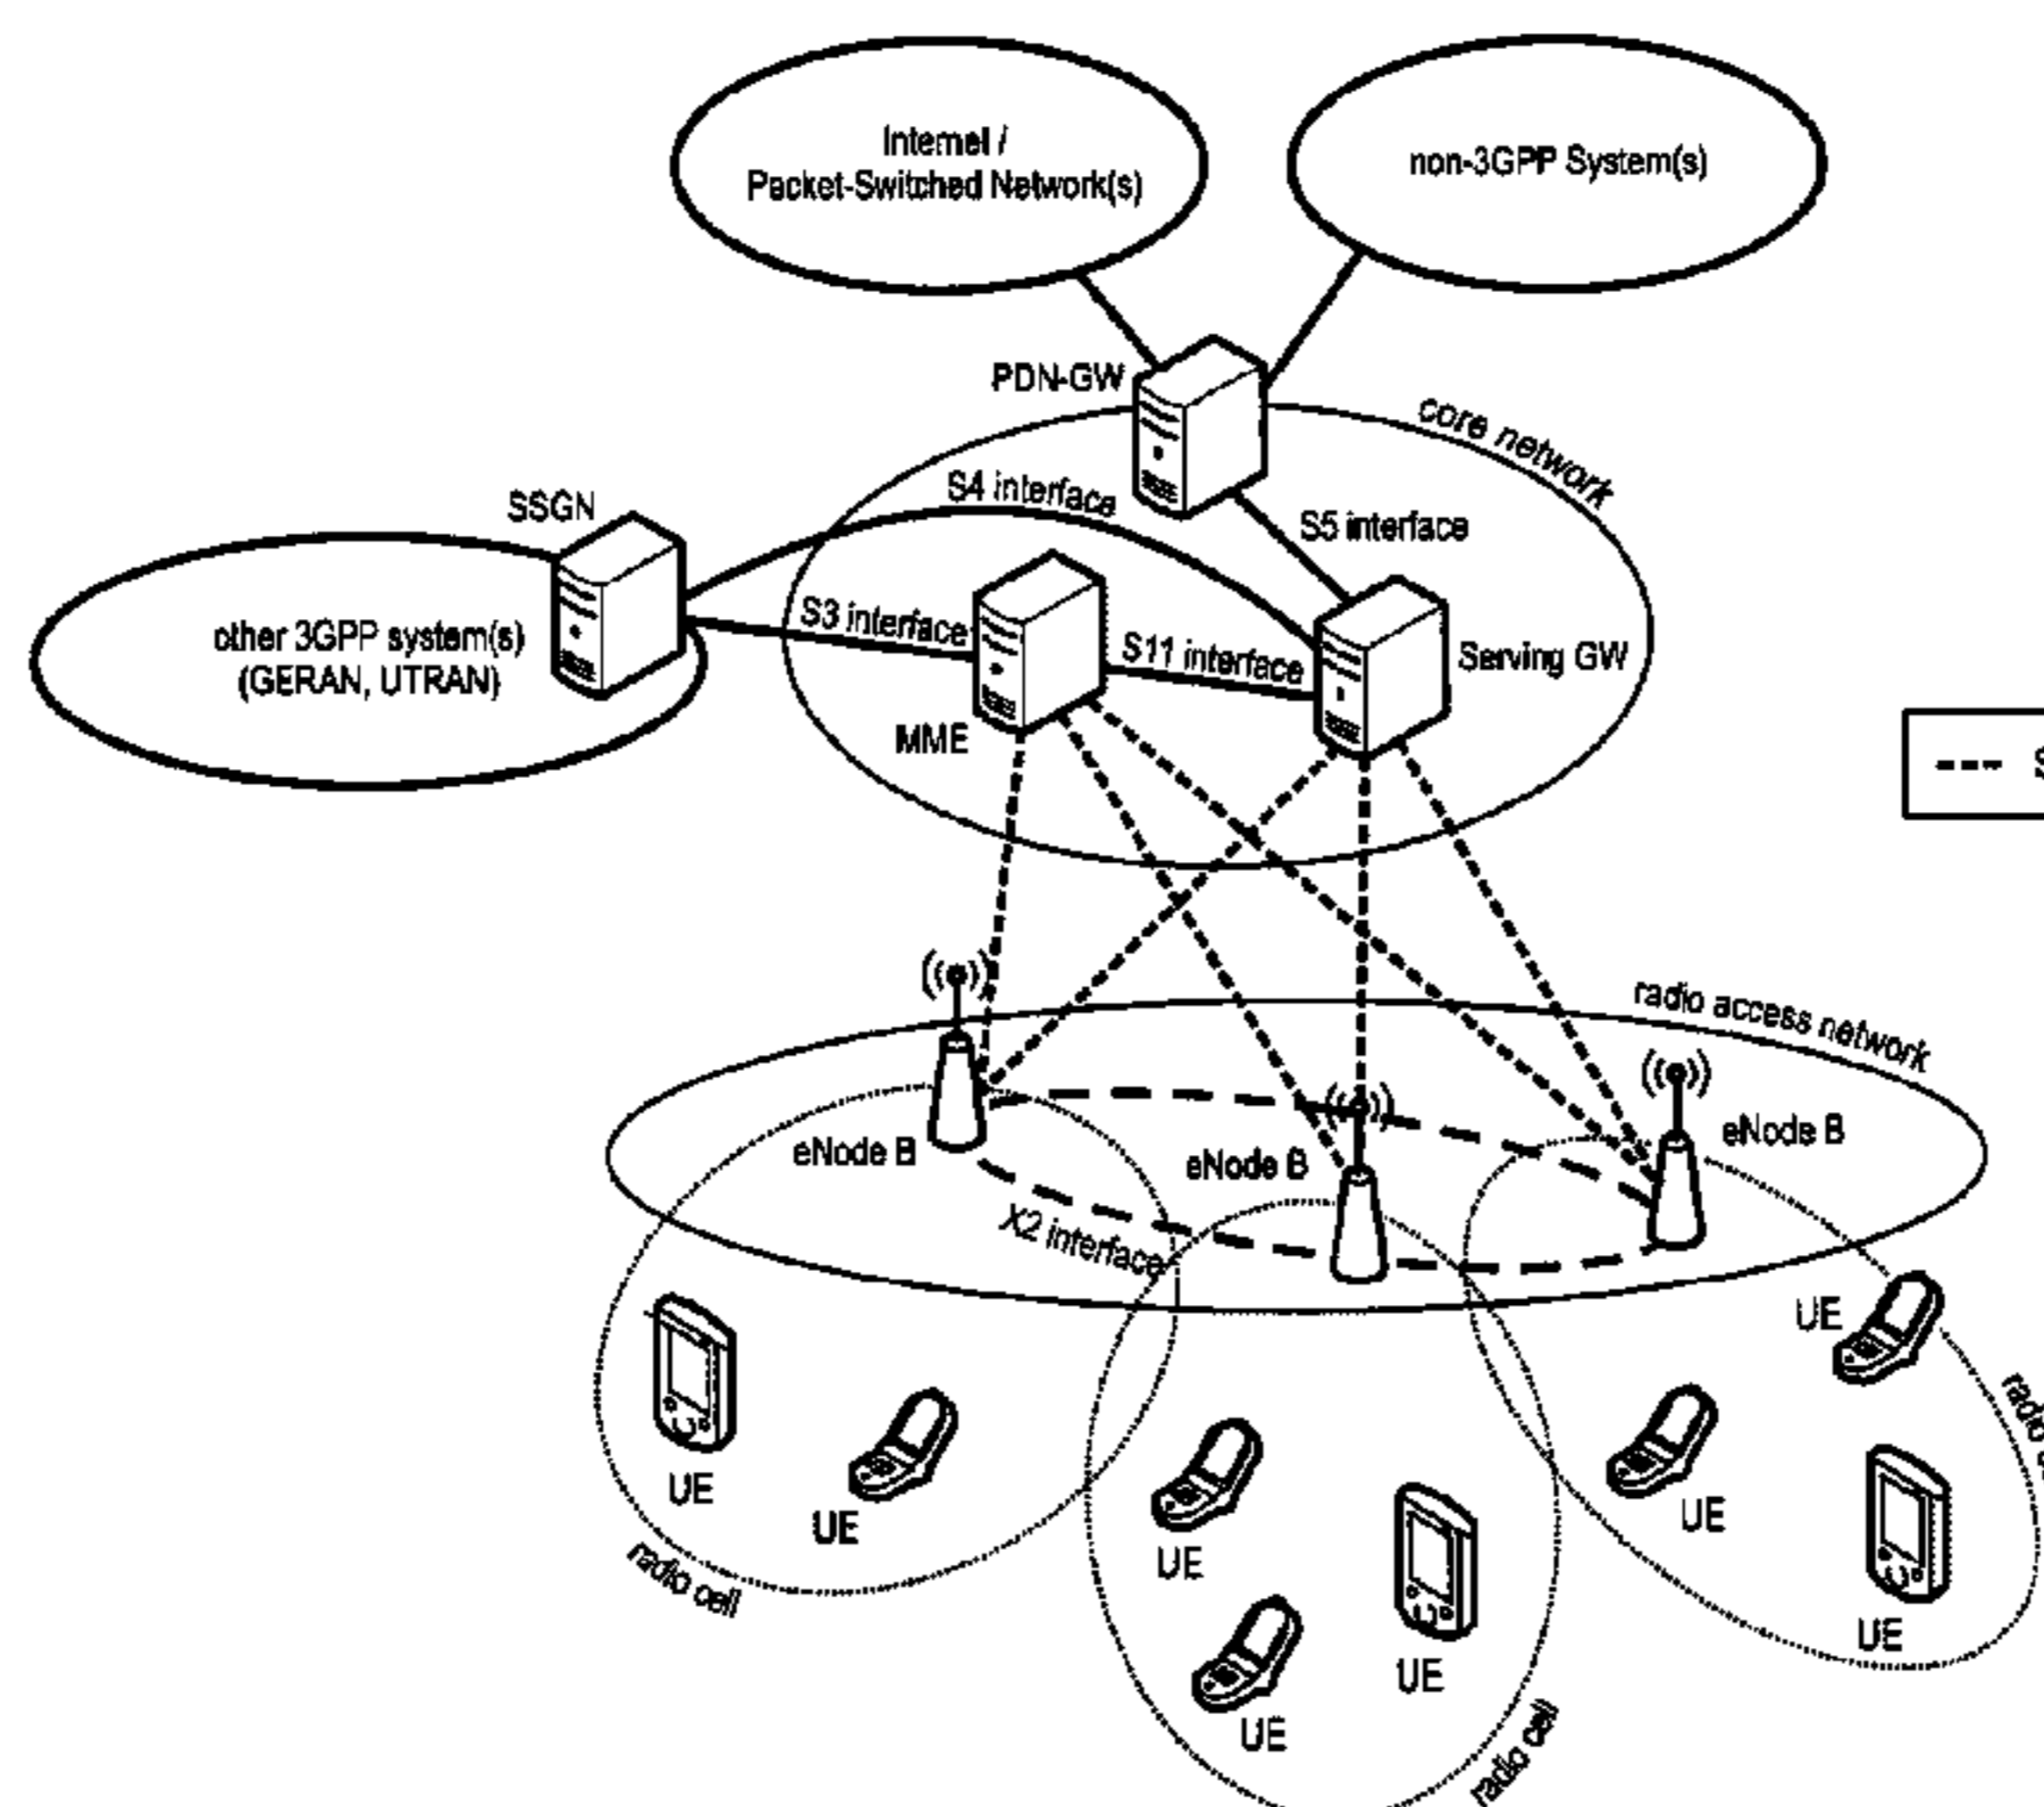 Internel /
Packet-Switched Network(s)
non-3GPP System(s)
PDN-GW
core network
S4 interface
SSGN
S5 interface
other 3GPP system(s)
(GERAN, UTRAN)
S3 interface
S11 interface
Serving GW
MME
radio access network
eNode B
eNode B
eNode B
X2 interface
UE
UE
UE
UE
UE
UE
UE
UE
radio cell
radio cell
radio